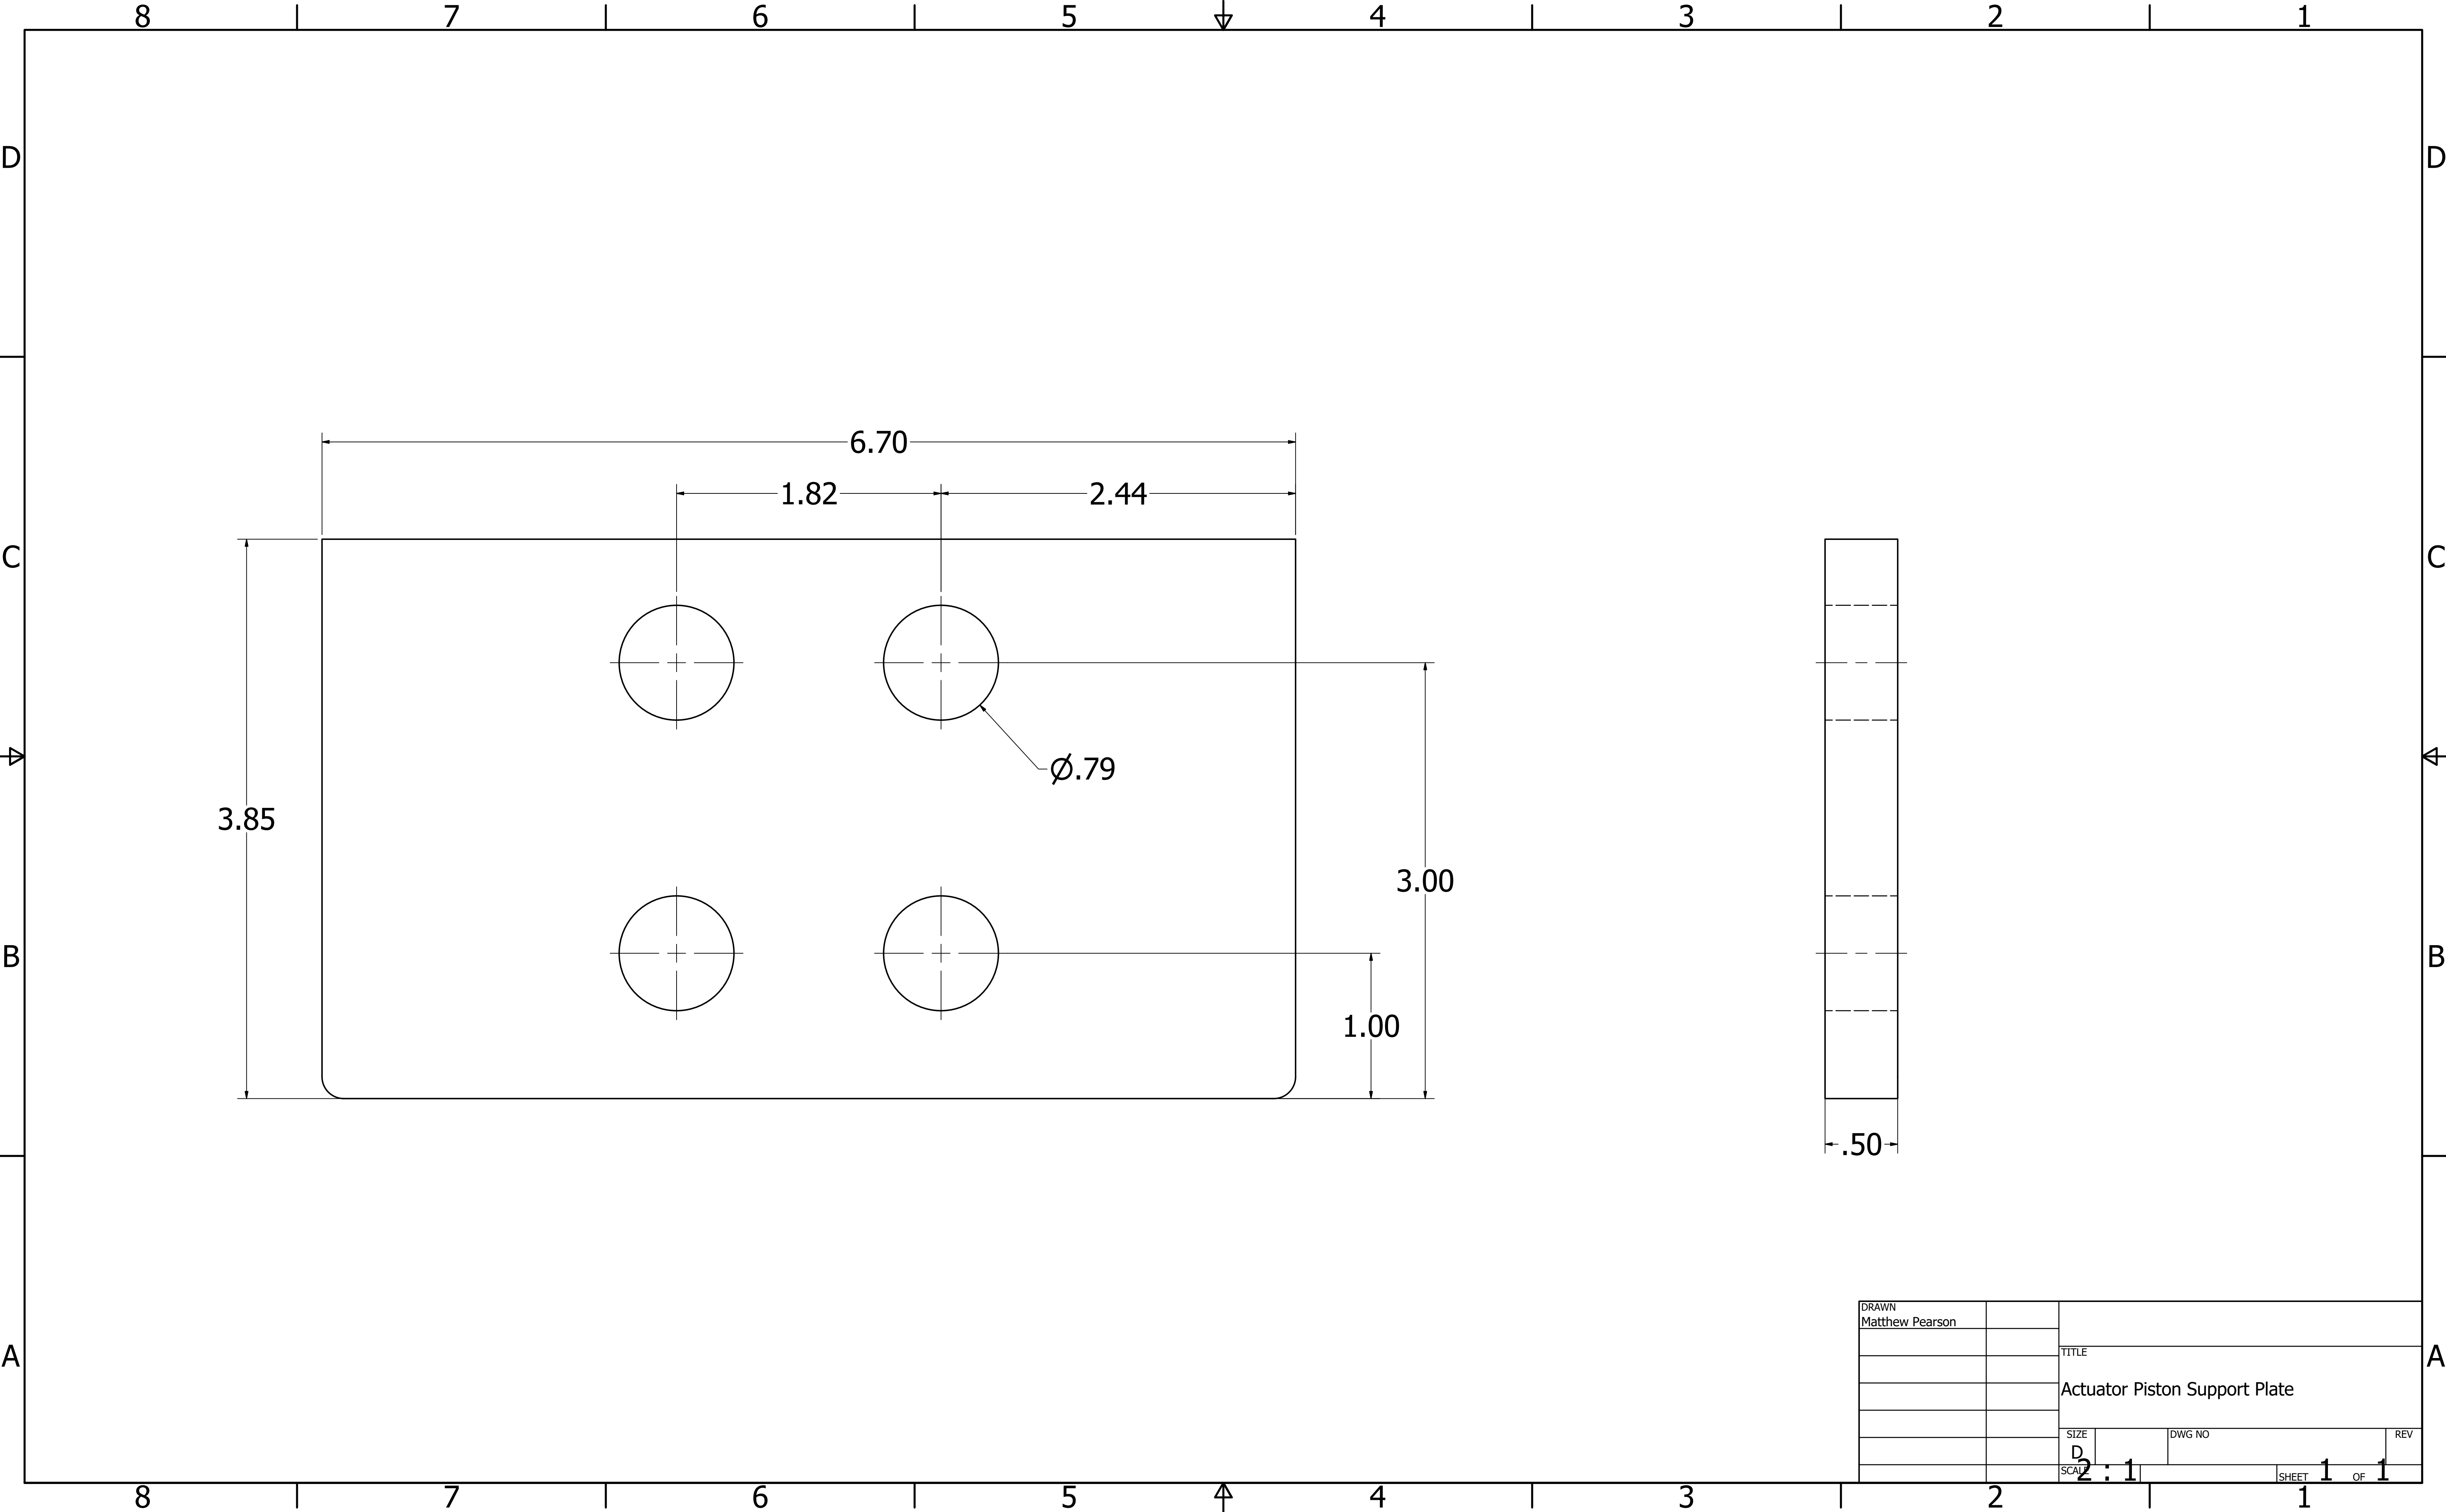 8 7 6 5 4 3 2 1
D D
6.70
1.82 2.44
C C
Ø.79
3.85
3.00
B B
1.00
.50
DRAWN
Matthew Pearson
TITLE
A A
Actuator Piston Support Plate
SIZE DWG NO REV
D
SCALE 2 : 1 SHEET 1 OF 1
8 7 6 5 4 3 2 1